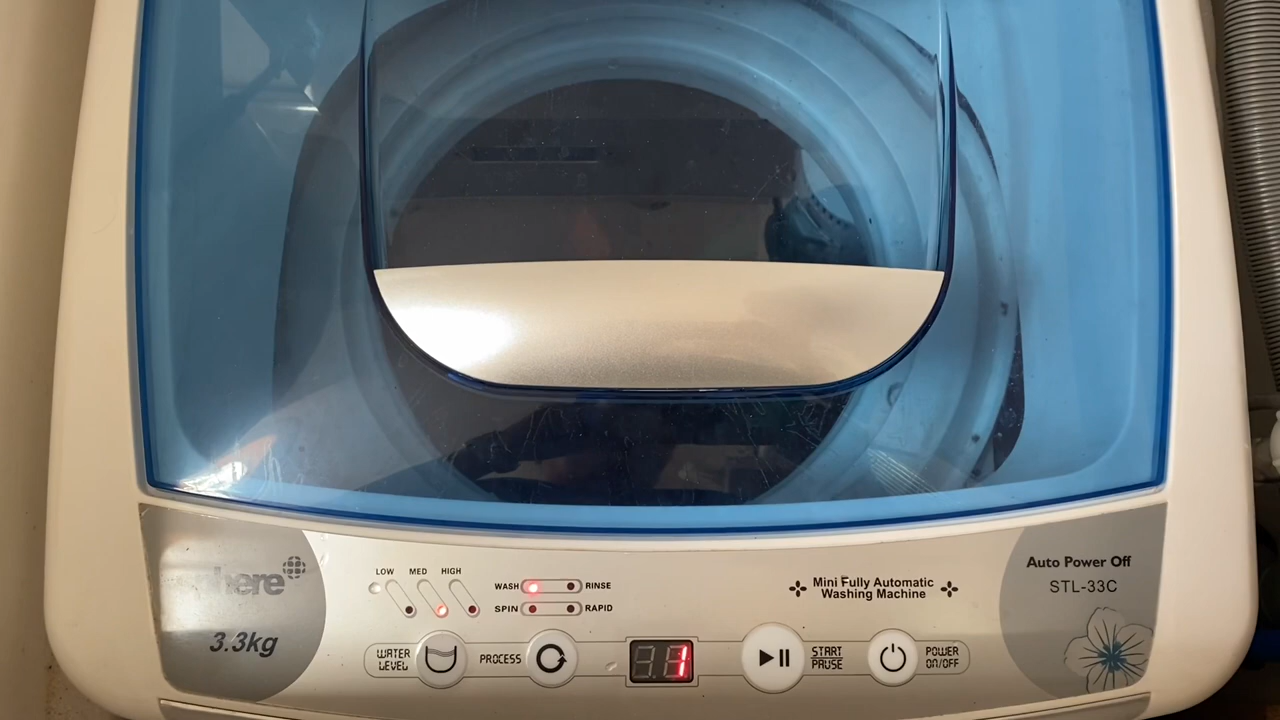 3.3kg
LOW MED HIGH
WASH RINSE
SPIN RAPID
WATER
LEVEL
PROCESS
1
START
PAUSE
POWER
ON/OFF
Mini Fully Automatic
Washing Machine
Auto Power Off
STL-33C